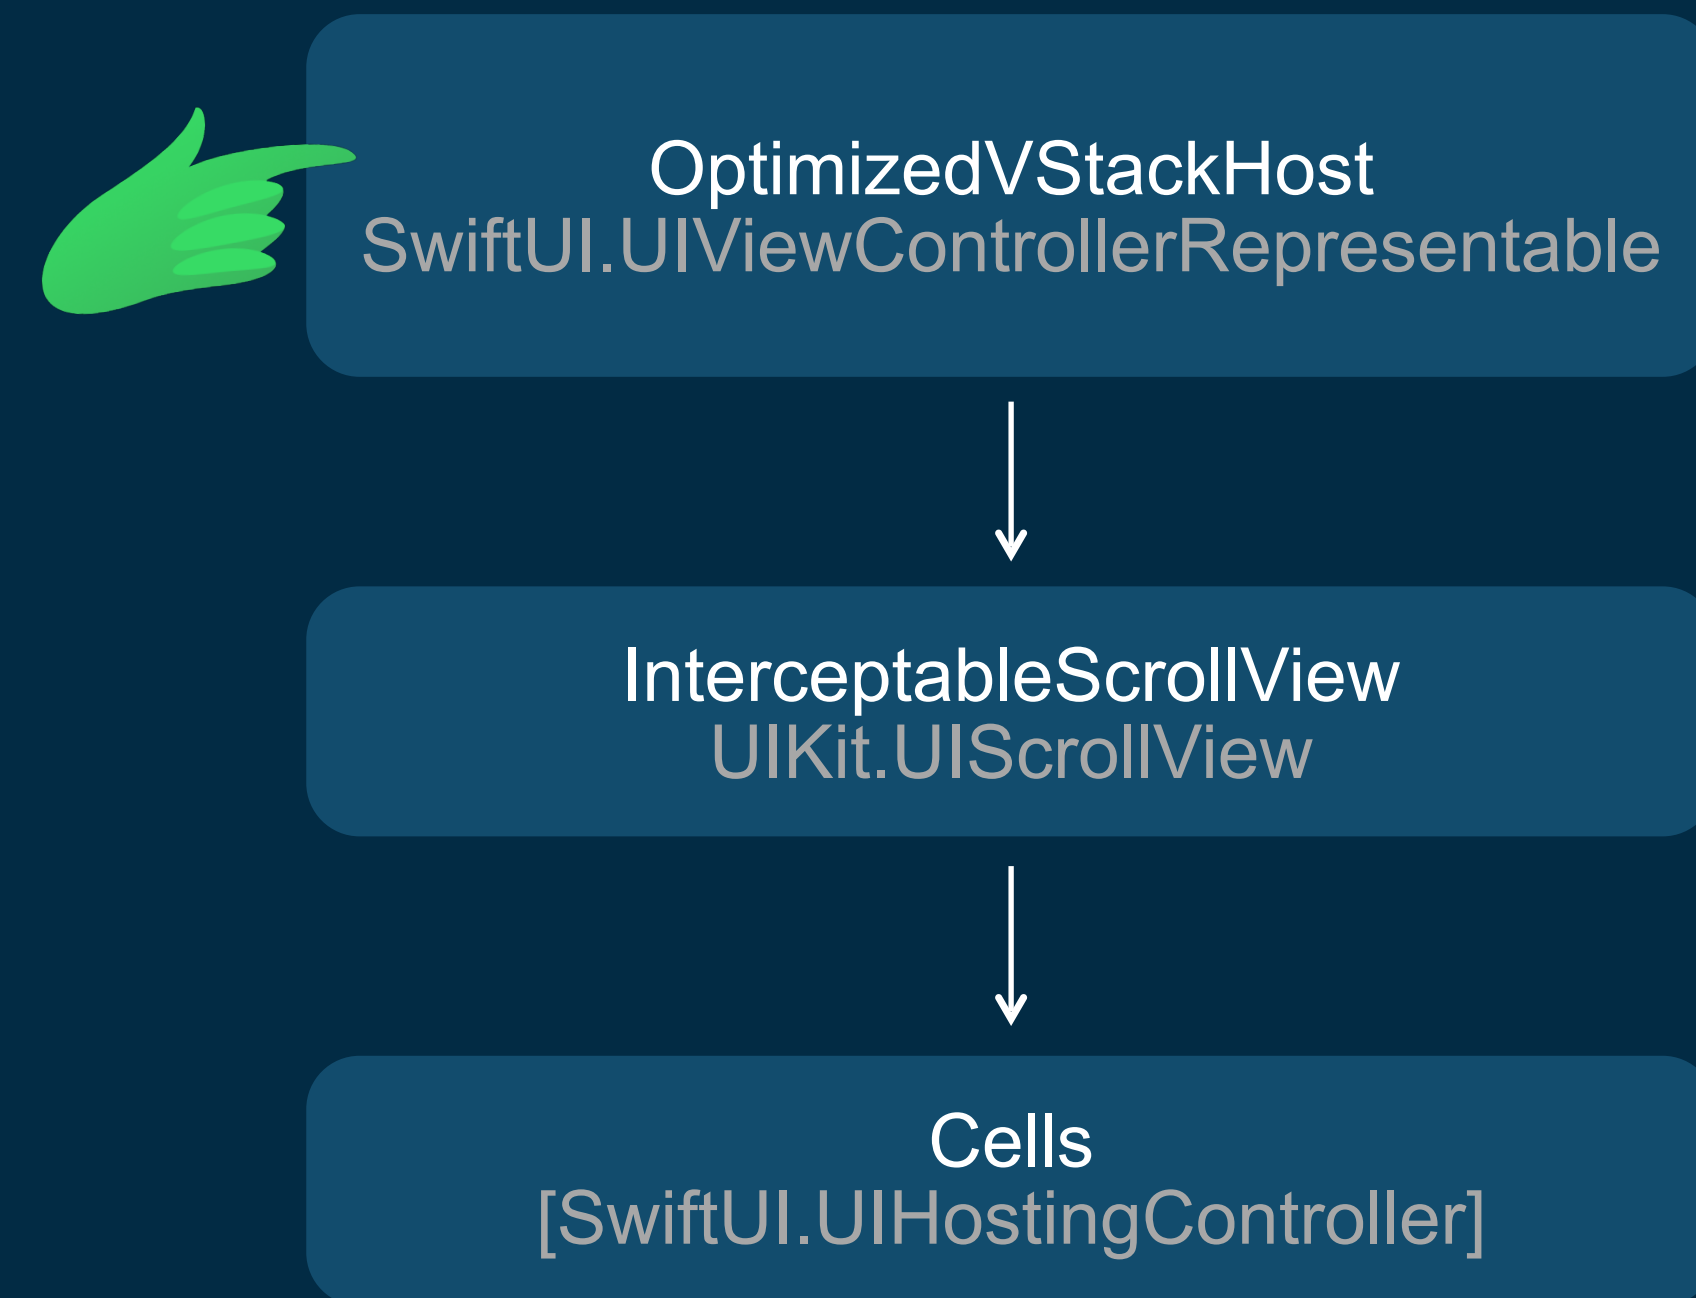 OptimizedVStackHost
SwiftUI.UIViewControllerRepresentable
InterceptableScrollView
UIKit.UIScrollView
Cells
[SwiftUI.UIHostingController]